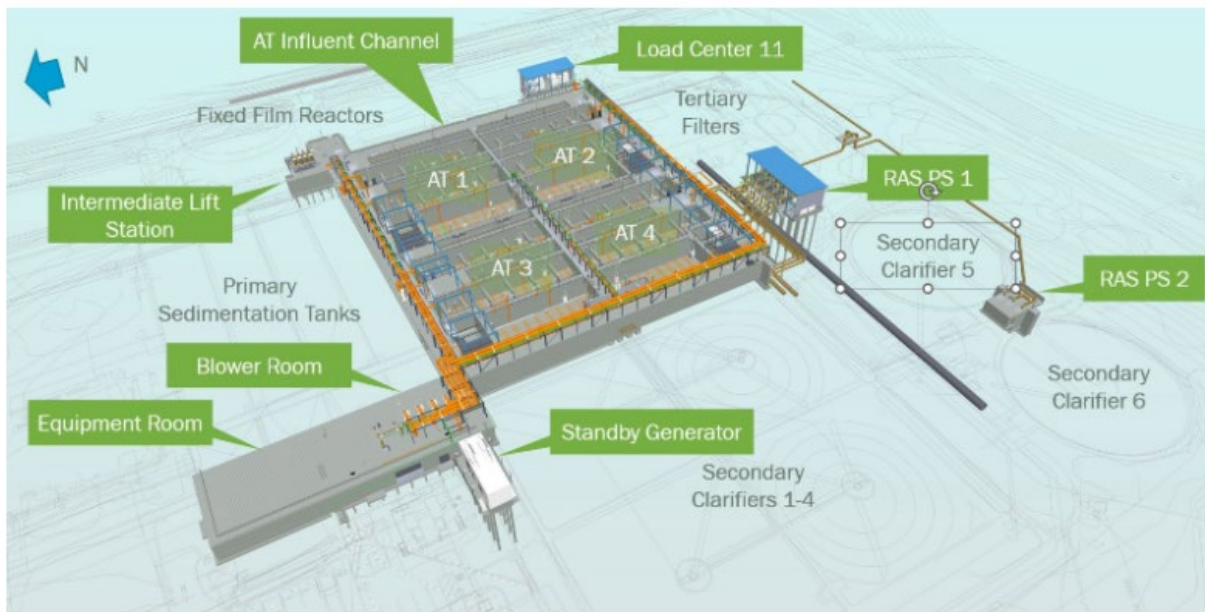 AT Influent Channel
Load Center 11
N
Fixed Film Reactors
Tertiary
Filters
AT 1
AT 2
RAS PS 1
Intermediate Lift
Station
AT 3
AT 4
Secondary
Clarifier 5
RAS PS 2
Primary
Sedimentation Tanks
Blower Room
Secondary
Clarifier 6
Equipment Room
Standby Generator
Secondary
Clarifiers 1-4